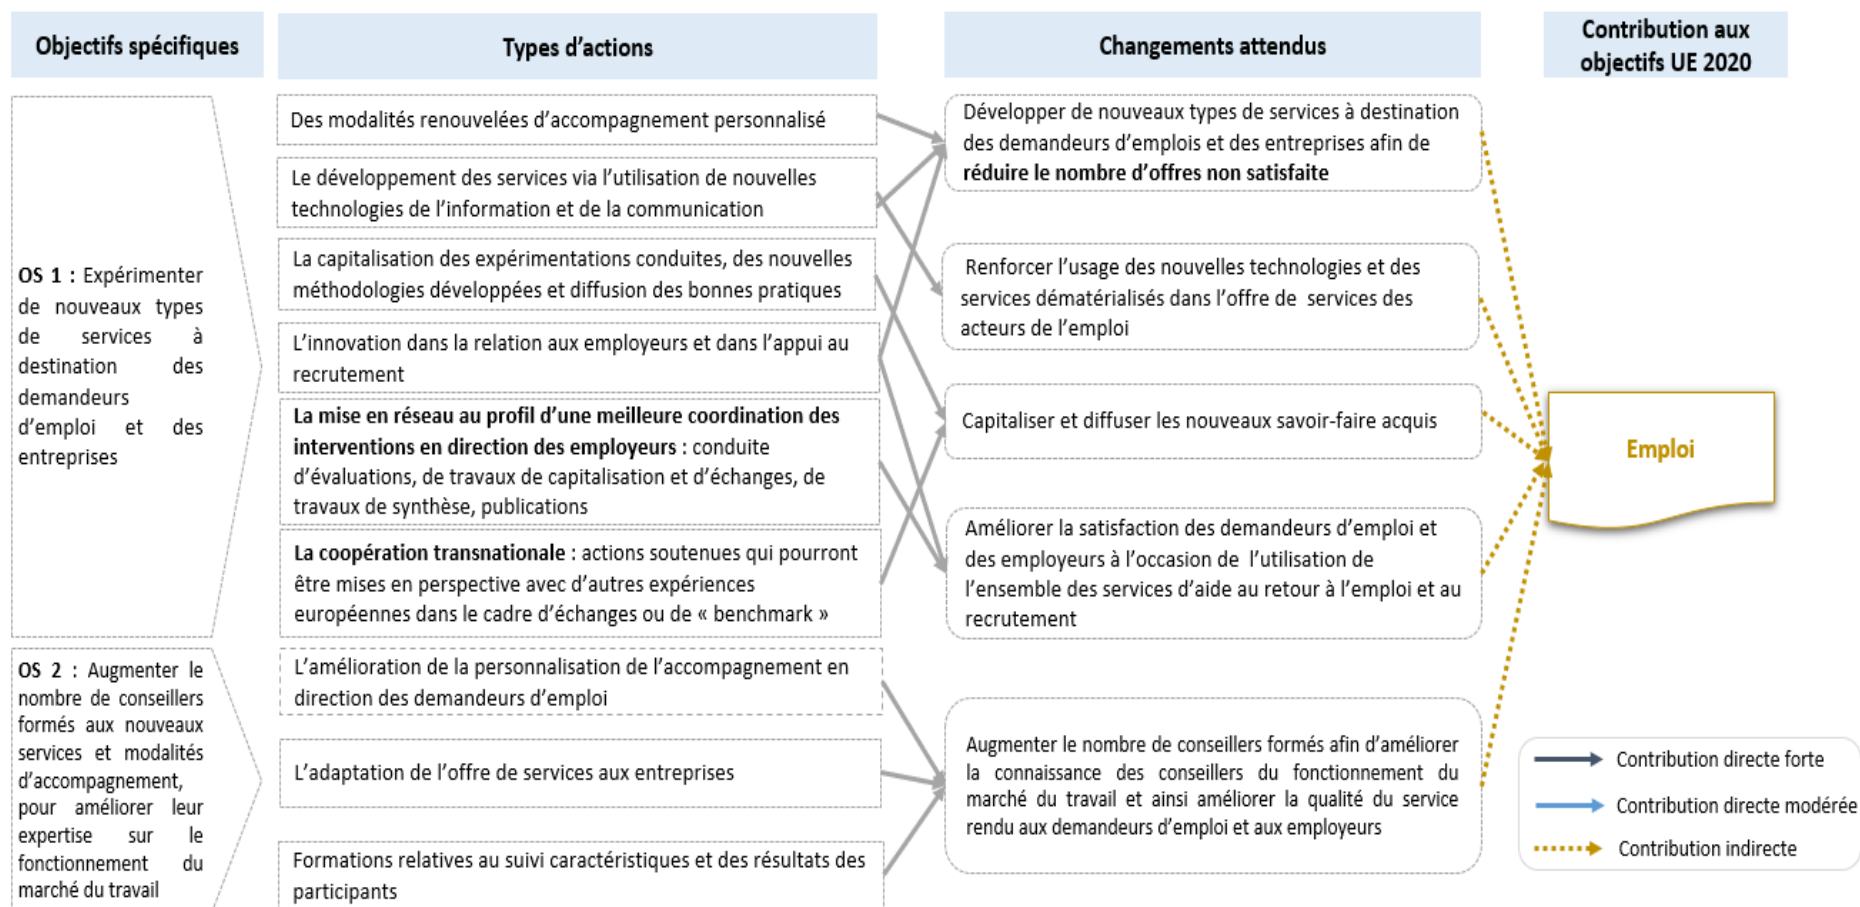 Objectifs spécifiques
Types d’actions
Changements attendus
Contribution aux
objectifs UE 2020
OS 1 : Expérimenter
de nouveaux types
de services à
destination des
demandeurs
d’emploi et des
entreprises
Des modalités renouvelées d’accompagnement personnalisé
Le développement des services via l’utilisation de nouvelles
technologies de l’information et de la communication
La capitalisation des expérimentations conduites, des nouvelles
méthodologies développées et diffusion des bonnes pratiques
L’innovation dans la relation aux employeurs et dans l’appui au
recrutement
La mise en réseau au profil d’une meilleure coordination des
interventions en direction des employeurs : conduite
d’évaluations, de travaux de capitalisation et d’échanges, de
travaux de synthèse, publications
La coopération transnationale : actions soutenues qui pourront
être mises en perspective avec d’autres expériences
européennes dans le cadre d’échanges ou de « benchmark »
Développer de nouveaux types de services à destination
des demandeurs d’emplois et des entreprises afin de
réduire le nombre d’offres non satisfaite
Renforcer l’usage des nouvelles technologies et des
services dématérialisés dans l’offre de services des
acteurs de l’emploi
Capitaliser et diffuser les nouveaux savoir-faire acquis
Améliorer la satisfaction des demandeurs d’emploi et
des employeurs à l’occasion de l’utilisation de
l’ensemble des services d’aide au retour à l’emploi et au
recrutement
Emploi
OS 2 : Augmenter le
nombre de conseillers
formés aux nouveaux
services et modalités
d’accompagnement,
pour améliorer leur
expertise sur le
fonctionnement du
marché du travail
L’amélioration de la personnalisation de l’accompagnement en
direction des demandeurs d’emploi
L’adaptation de l’offre de services aux entreprises
Formations relatives au suivi caractéristiques et des résultats des
participants
Augmenter le nombre de conseillers formés afin d’améliorer
la connaissance des conseillers du fonctionnement du
marché du travail et ainsi améliorer la qualité du service
rendu aux demandeurs d’emploi et aux employeurs
Contribution directe forte
Contribution directe modérée
Contribution indirecte